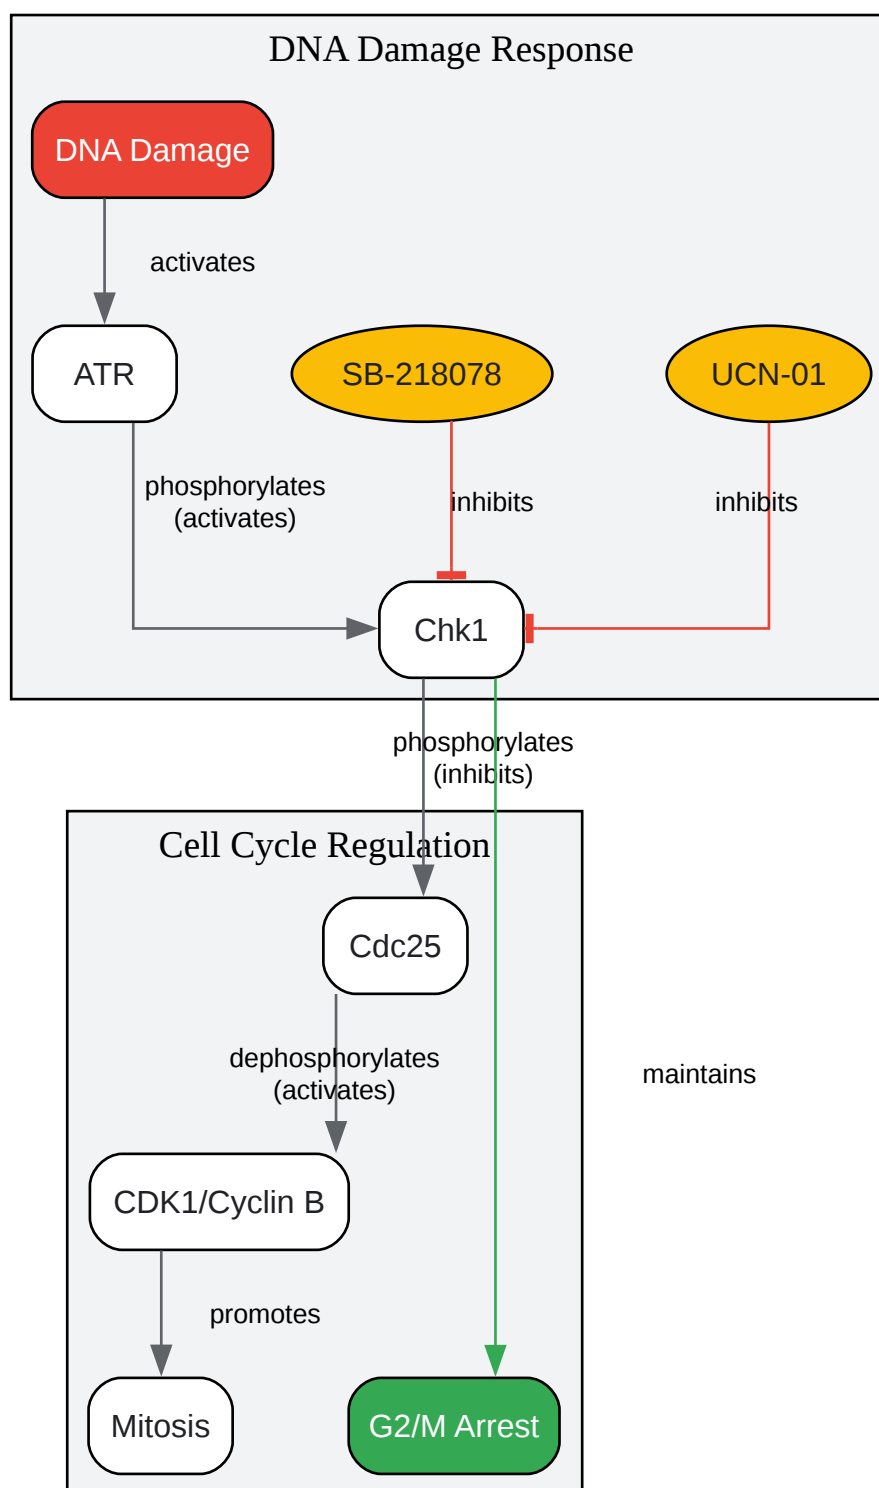 DNA Damage Response
DNA Damage
activates
ATR
SB-218078
UCN-01
phosphorylates
(activates)
inhibits
inhibits
Chk1
phosphorylates
(inhibits)
Cell Cycle Regulation
Cdc25
dephosphorylates
(activates)
maintains
CDK1/Cyclin B
promotes
Mitosis
G2/M Arrest